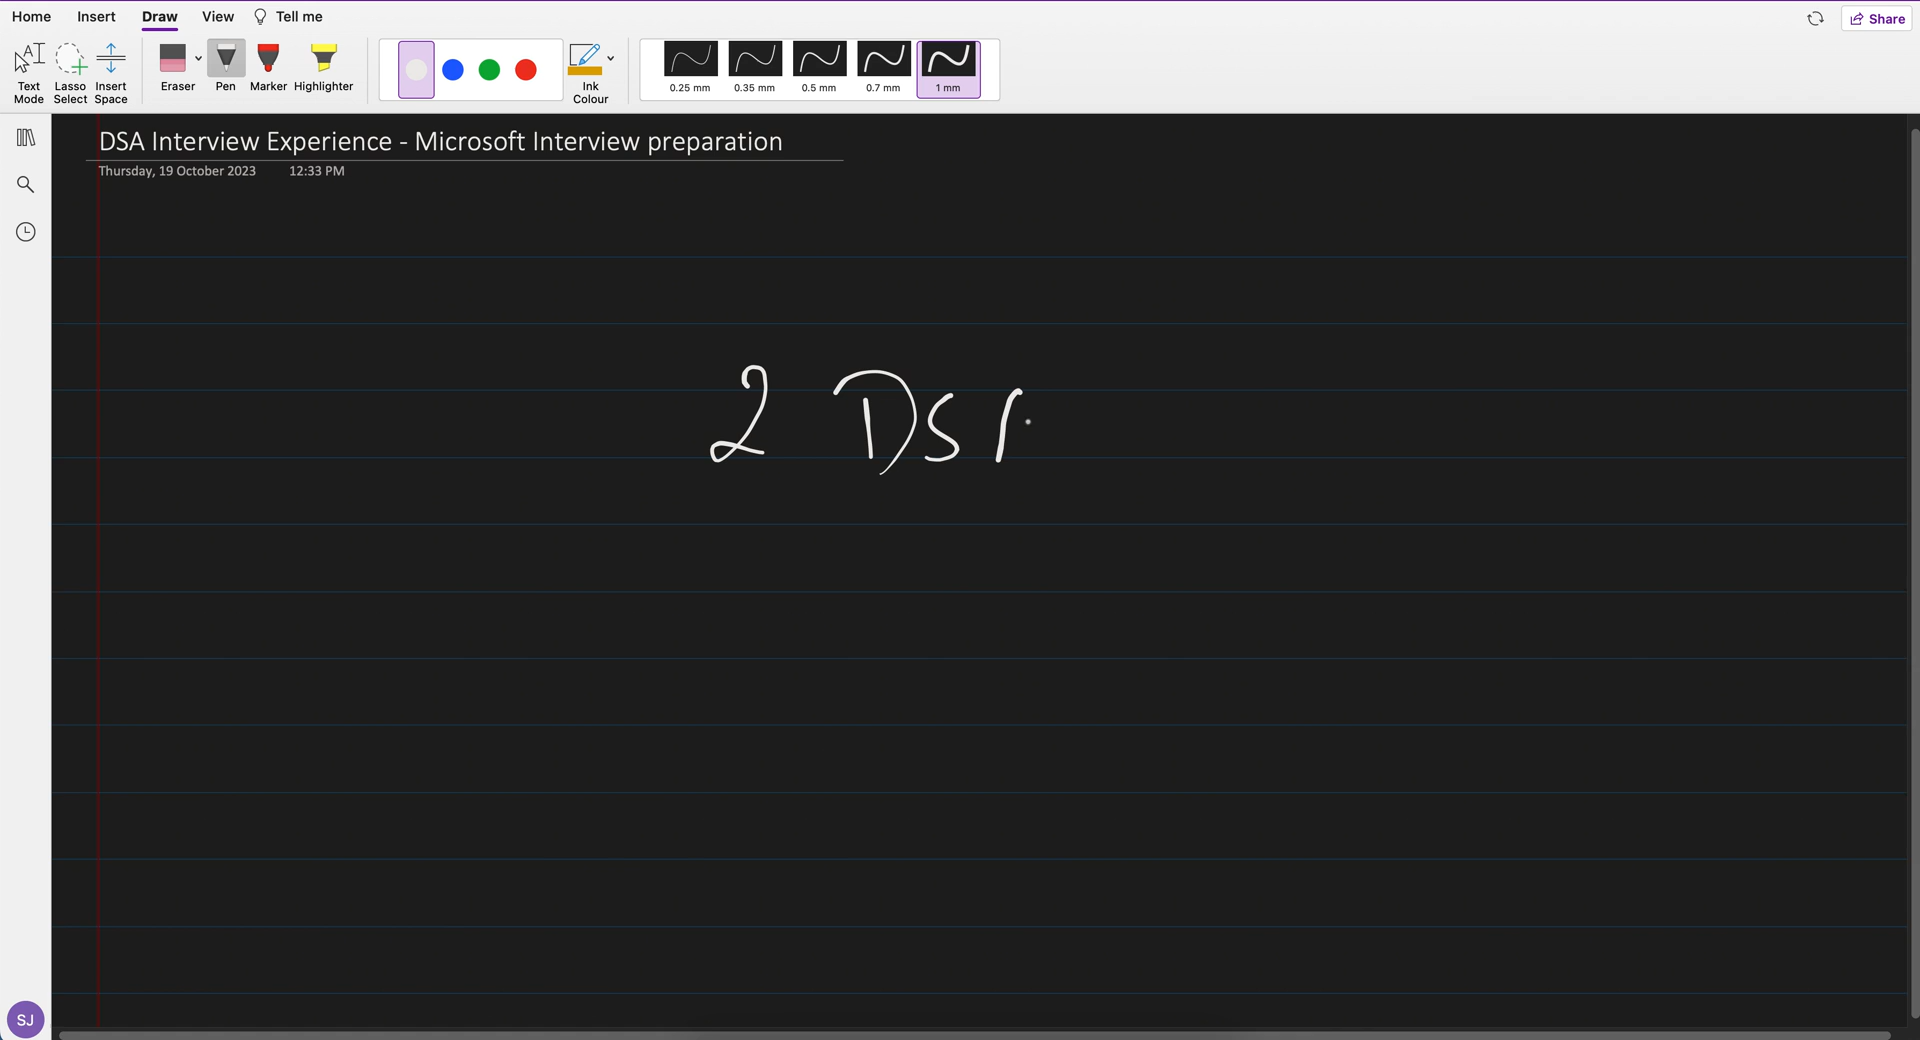 Home Insert Draw View Tell me
Share
Text Mode
Lasso Select
Insert Space
Eraser
Pen
Marker
Highlighter
Ink Colour
0.25 mm
0.35 mm
0.5 mm
0.7 mm
1 mm
DSA Interview Experience - Microsoft Interview preparation
Thursday, 19 October 2023 12:33 PM
2
SJ